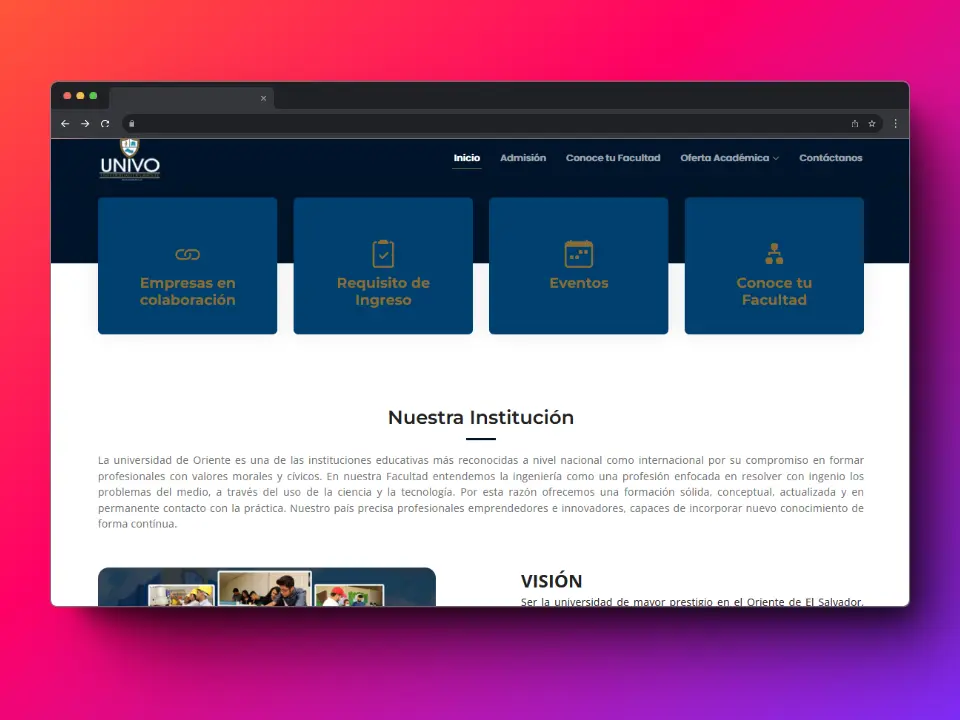 UNIVO
Inicio Admisión Conoce tu Facultad Oferta Académica Contáctanos
Empresas en
colaboración
Requisito de
Ingreso
Eventos
Conoce tu
Facultad
Nuestra Institución
La universidad de Oriente es una de las instituciones educativas más reconocidas a nivel nacional como internacional por su compromiso en formar
profesionales con valores morales y cívicos. En nuestra Facultad entendemos la ingeniería como una profesión enfocada en resolver con ingenio los
problemas del medio, a través del uso de la ciencia y la tecnología. Por esta razón ofrecemos una formación sólida, conceptual, actualizada y en
permanente contacto con la práctica. Nuestro país precisa profesionales emprendedores e innovadores, capaces de incorporar nuevo conocimiento de
forma contínua.
VISIÓN
Ser la universidad de mayor prestigio en el Oriente de El Salvador,